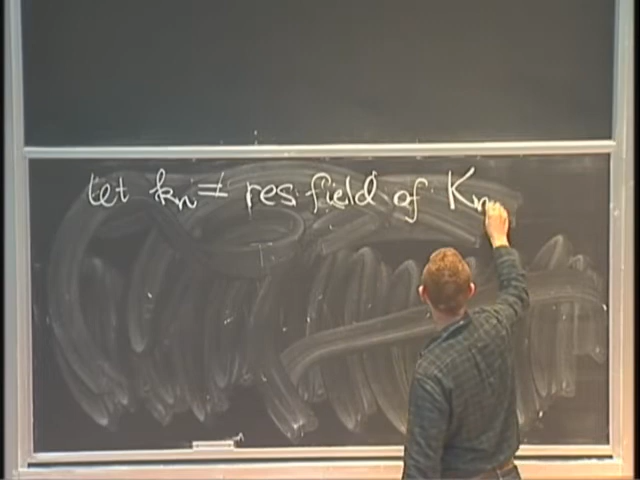 let kn = res field of Kn